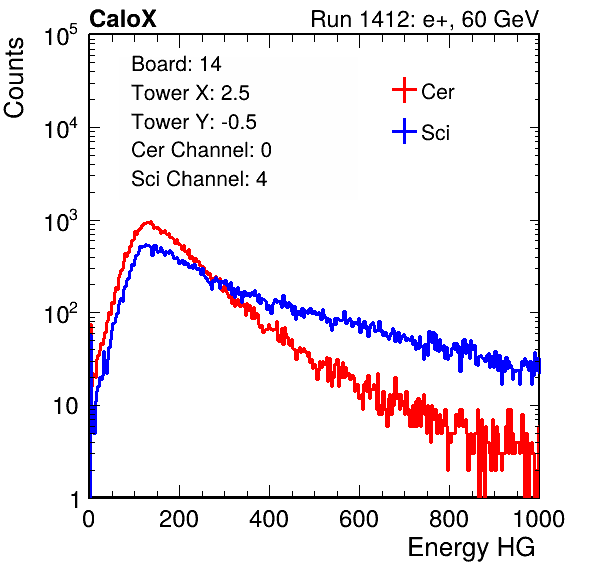 CaloX Run 1412: e+, 60 GeV
Counts
10^5
10^4
10^3
10^2
10
1
Board: 14
Tower X: 2.5
Tower Y: -0.5
Cer Channel: 0
Sci Channel: 4
Cer
Sci
0 200 400 600 800 1000
Energy HG